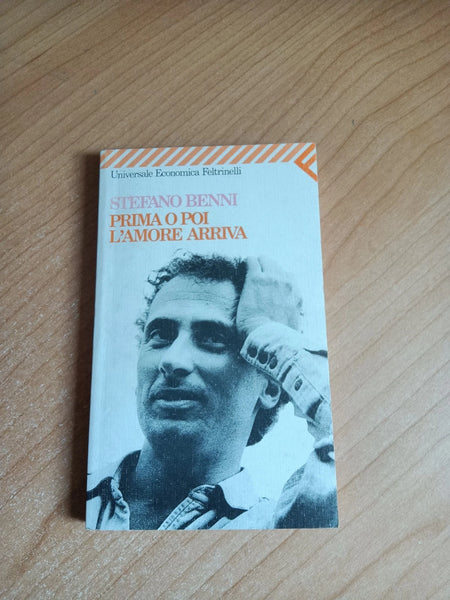 Universale Economica Feltrinelli
STEFANO BENNI
PRIMA O POI
L'AMORE ARRIVA